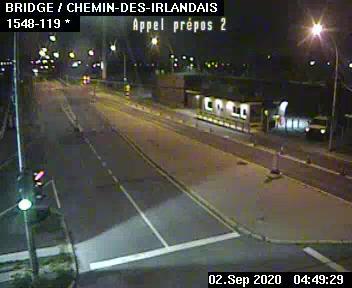 BRIDGE / CHEMIN-DES-IRLANDAIS
1548-119 *
Appel prépos 2
02.Sep 2020 04:49:29